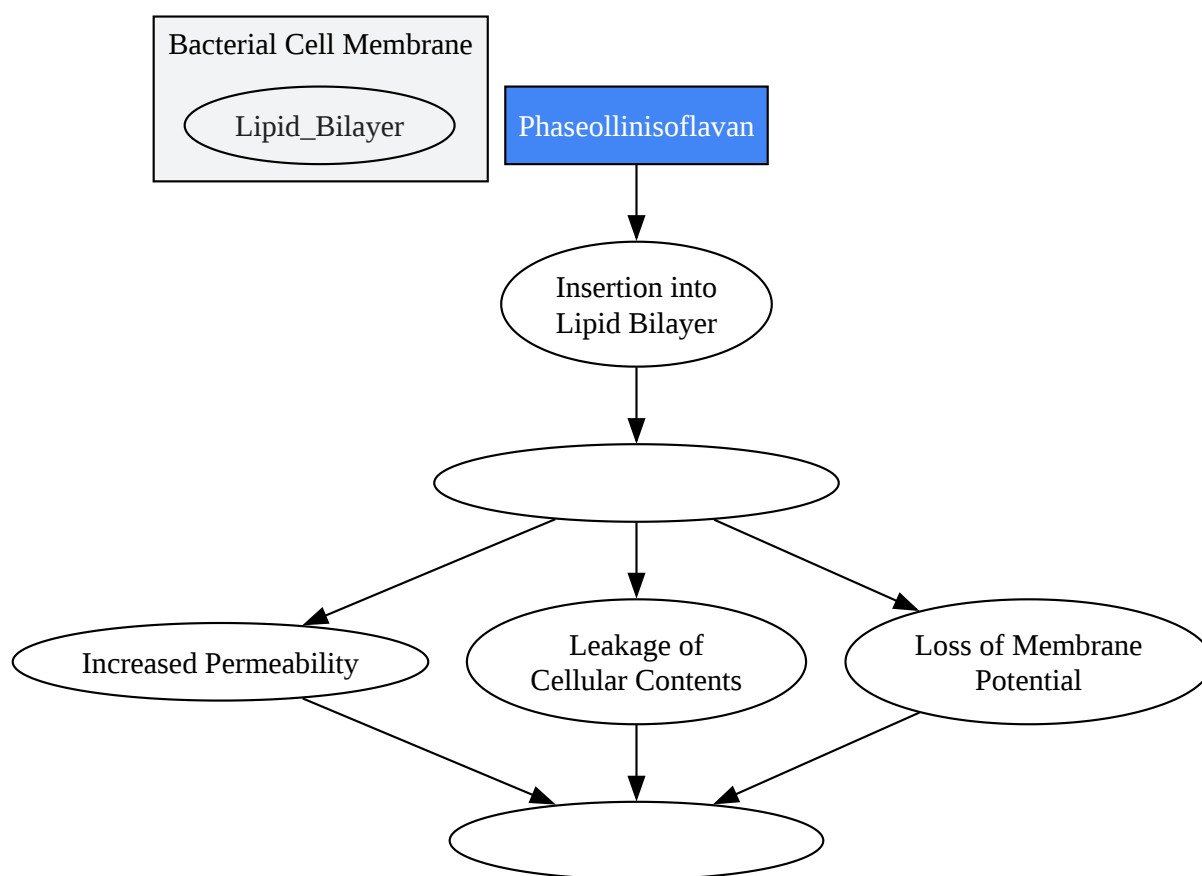 Bacterial Cell Membrane
Lipid_Bilayer
Phaseollinisoflavan
Insertion into
Lipid Bilayer
Increased Permeability
Leakage of
Cellular Contents
Loss of Membrane
Potential